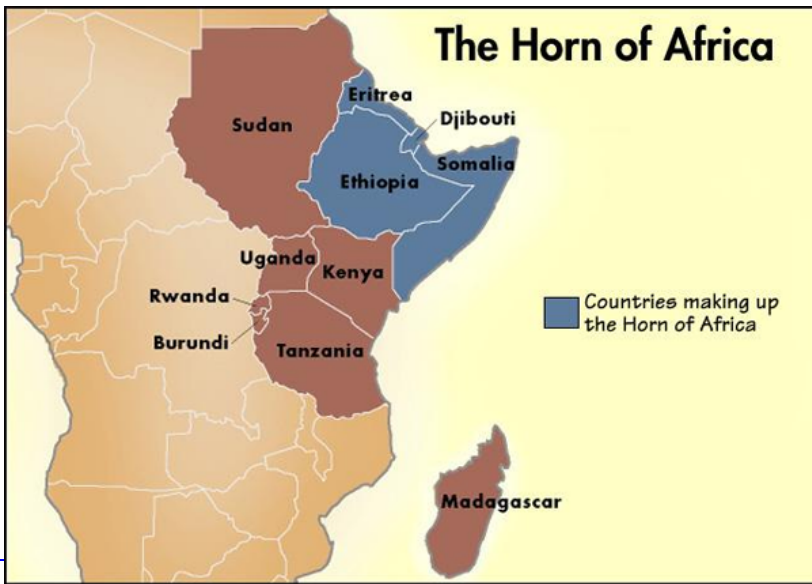 The Horn of Africa
Eritrea
Djibouti
Sudan
Somalia
Ethiopia
Uganda
Kenya
Rwanda
Burundi
Tanzania
Countries making up
the Horn of Africa
Madagascar